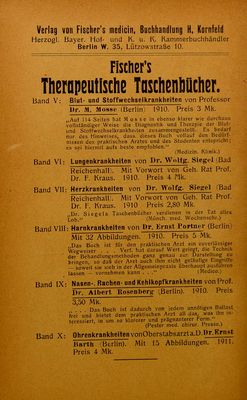 Verlag von Fischer's medicin. Buchhandlung H. Kornfeld
Herzogl. Bayer. Hof- und K. u. K. Kammerbuchhändler
Berlin W. 35, Lützowstraße 10.
Fischer's
Therapeutische Taschenbücher.
Band V: Blut- und Stoffwechselkrankheiten von Professor
Dr. M. Mosse (Berlin) 1910. Preis 3 Mk.
„Auf 114 Seiten hat Mosse in ebenso klarer wie durchaus
vollständiger Weise die Diagnostik und Therapie der Blut-
und Stoffwechselkrankheiten zusammengestellt. Es bedarf
nur des Hinweises, dass dieses Buch vollauf den Bedürf-
nissen des praktischen Arztes und des Studenten entspricht;
es sei hiermit aufs beste empfohlen."
(Medizin. Klinik.)
Band VI: Lungenkrankheiten von Dr. Wolfg. Siegel (Bad
Reichenhall). Mit Vorwort von Geh. Rat Prof.
Dr. F. Kraus. 1910. Preis 4 Mk.
Band VII: Herzkrankheiten von Dr. Wolfg. Siegel (Bad
Reichenhall). Mit Vorwort von Geh. Rat Prof.
Dr. F. Kraus. 1910. Preis 2,80 Mk.
„Dr. Siegels Taschenbücher verdienen in der Tat alles
Lob."
(Münch. med. Wochenschr.)
Band VIII: Harnkrankheiten von Dr. Ernst Portner (Berlin)
Mit 32 Abbildungen. 1910. Preis 5 Mk.
„Das Buch ist für den praktischen Arzt ein zuverlässiger
Wegweiser . . . Verf. hat darauf Wert gelegt, die Technik
der Behandlungsmethoden ganz genau zur Darstellung zu
bringen, so daß der Arzt auch ihm nicht geläufige Eingriffe
— soweit sie sich in der Allgemeinpraxis überhaupt ausführen
lassen — vornehmen kann . . ."
(Medico.)
Band IX: Nasen-, Rachen- und Kehlkopfkrankheiten von Prof.
Dr. Albert Rosenberg (Berlin). 1910. Preis
3,50 Mk.
„. . . Das Buch ist dadurch von jedem unnötigen Ballast
frei und bietet dem praktischen Arzt all das, was ihn in-
teressiert, in um so klarerer und prägnanterer Form."
(Pester med. chirur. Presse.)
Band X: Ohrenkrankheiten von Oberstabsarzt a. D. Dr. Ernst
Barth (Berlin). Mit 15 Abbildungen. 1911.
Preis 4 Mk.